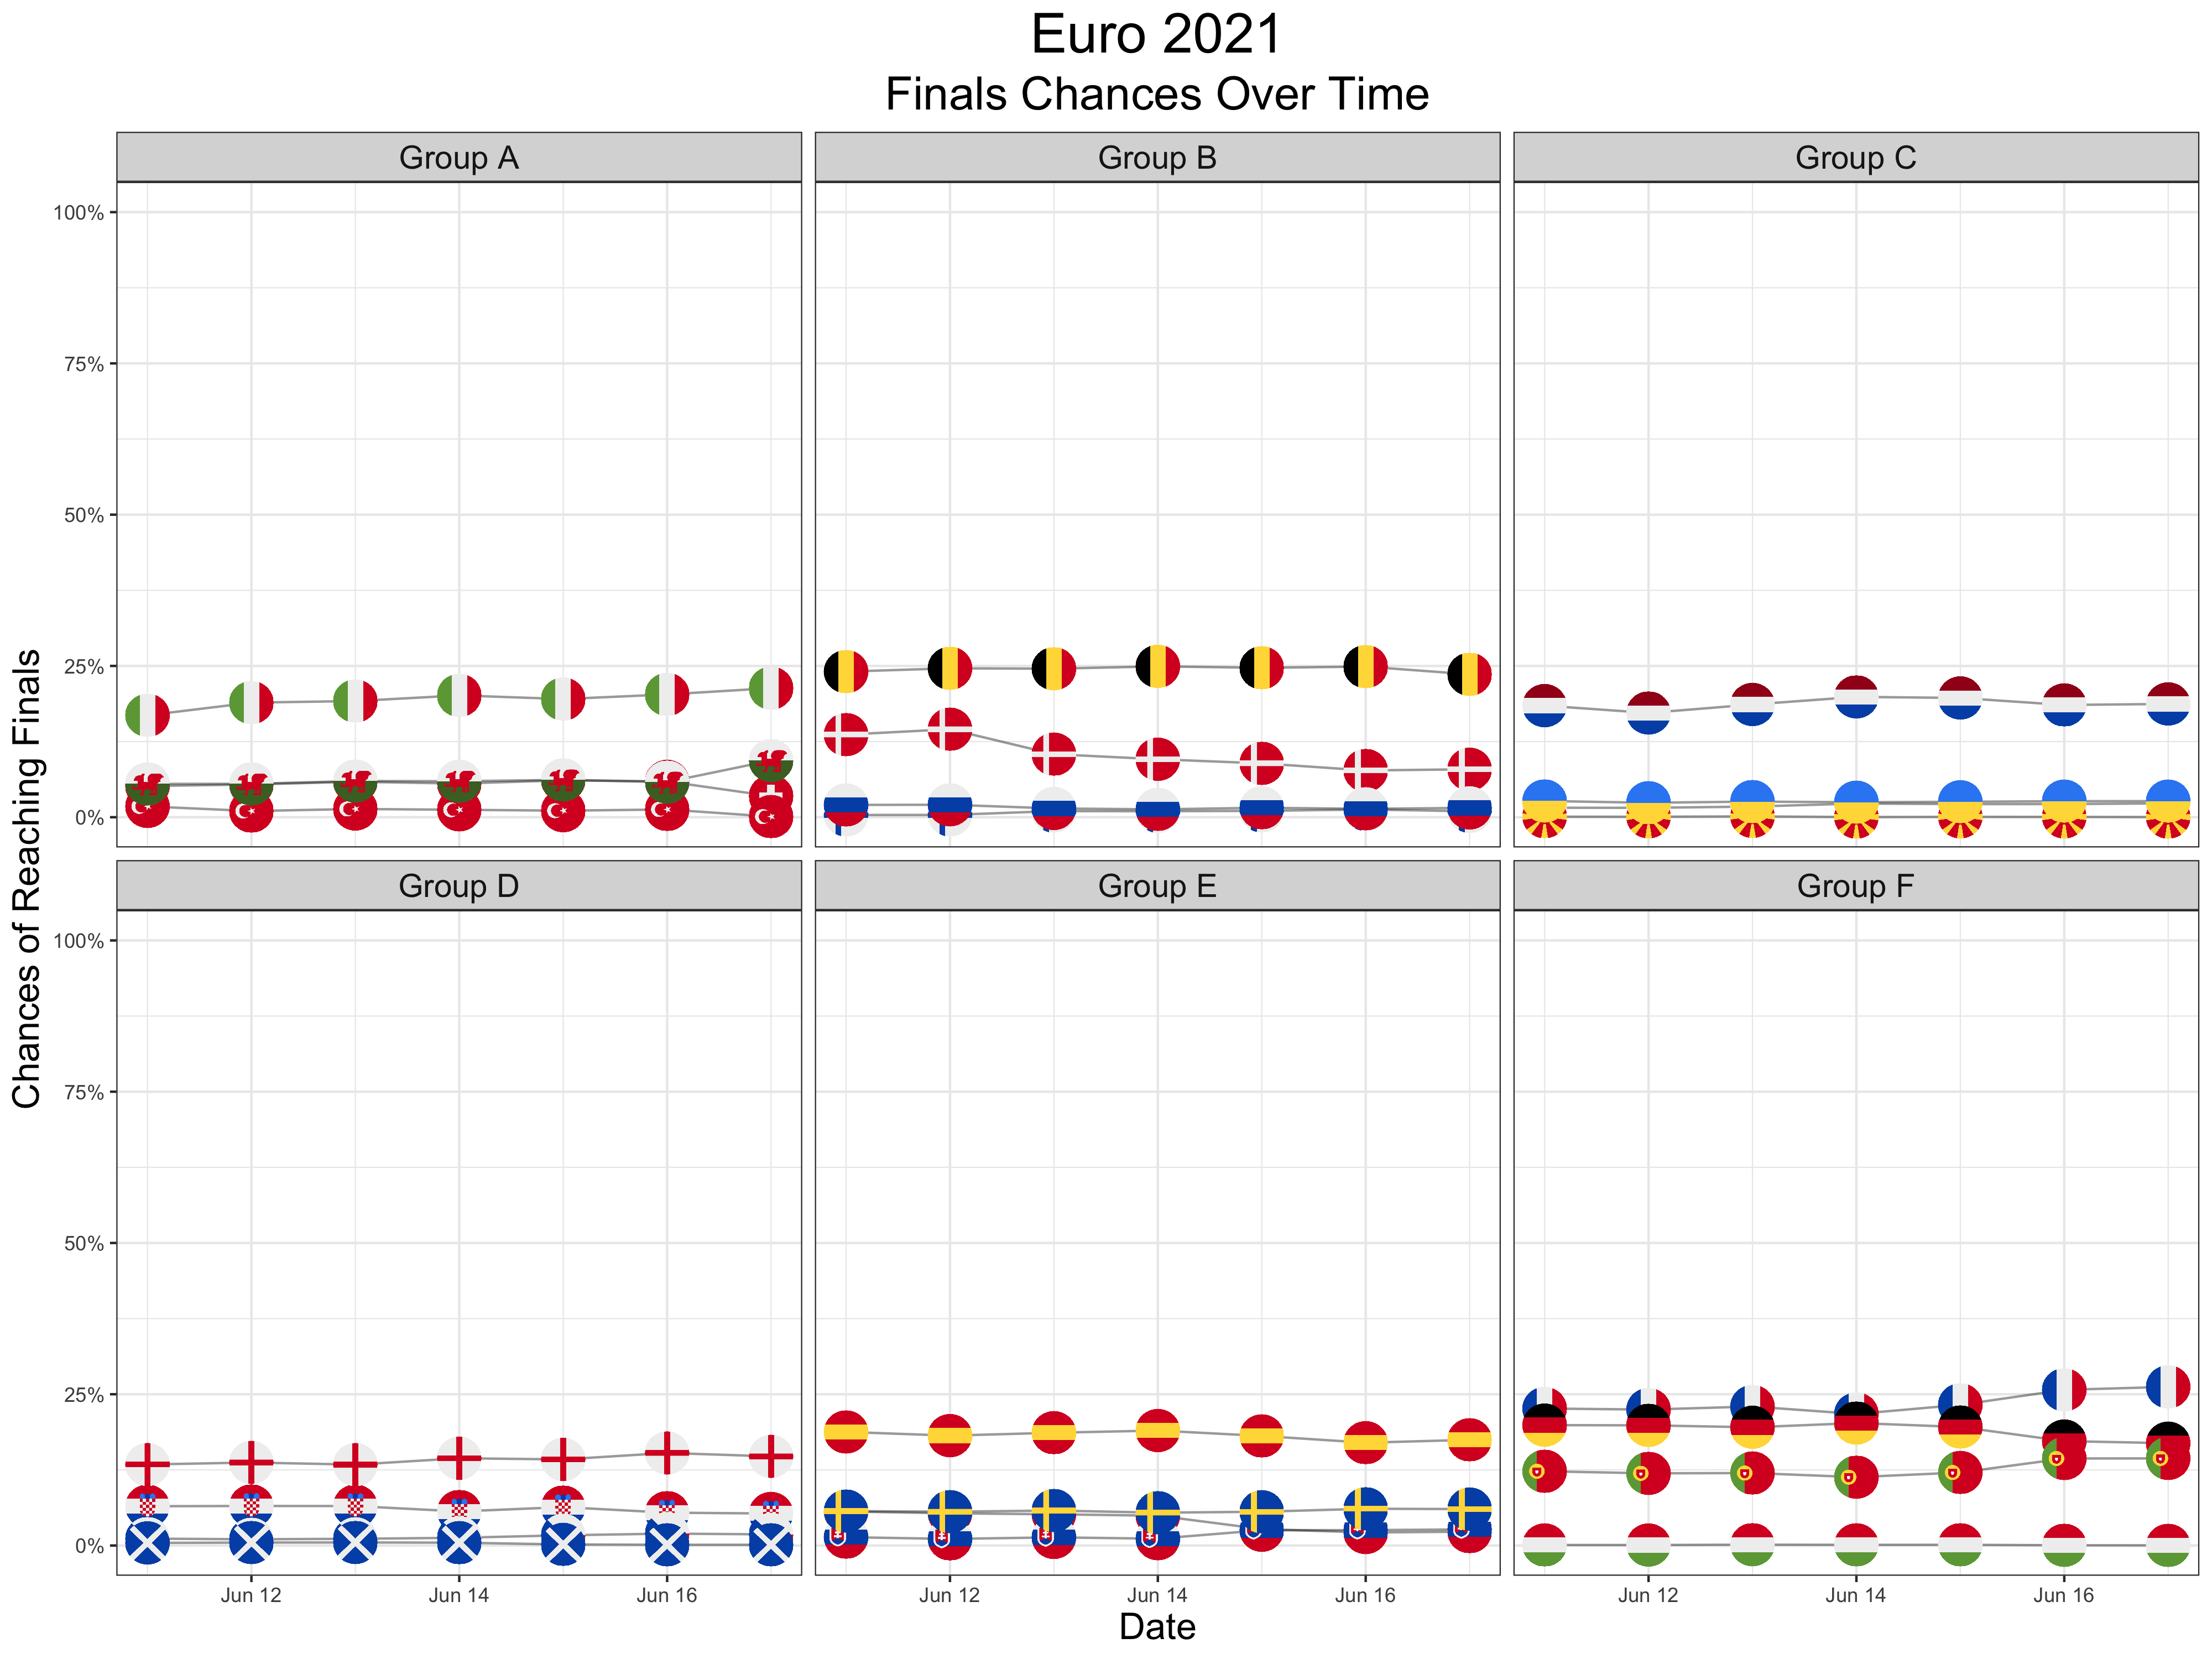 Euro 2021
Finals Chances Over Time
Group A
Group B
Group C
100%
75%
50%
25%
0%
Chances of Reaching Finals
Group D
Group E
Group F
100%
75%
50%
25%
0%
Jun 12
Jun 14
Jun 16
Jun 12
Jun 14
Jun 16
Jun 12
Jun 14
Jun 16
Date